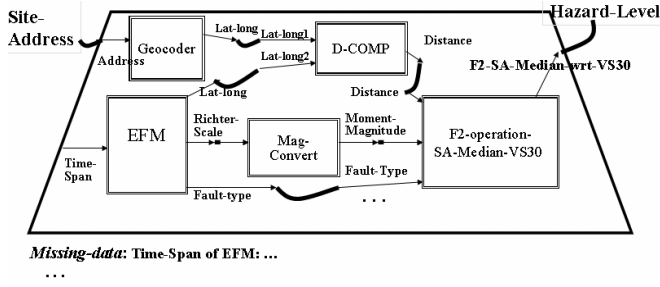 Site-
Address
Hazard-Level
Lat-long
Lat-long1
Geocoder
D-COMP
Distance
Address
Lat-long2
F2-SA-Median-wrt-VS30
Lat-long
Distance
EFM
Richter-
Scale
Moment-
Magnitude
F2-operation-
SA-Median-VS30
Mag-
Convert
Time-
Span
Fault-type
Fault-Type
. . .
Missing-data: Time-Span of EFM: ...
. . .